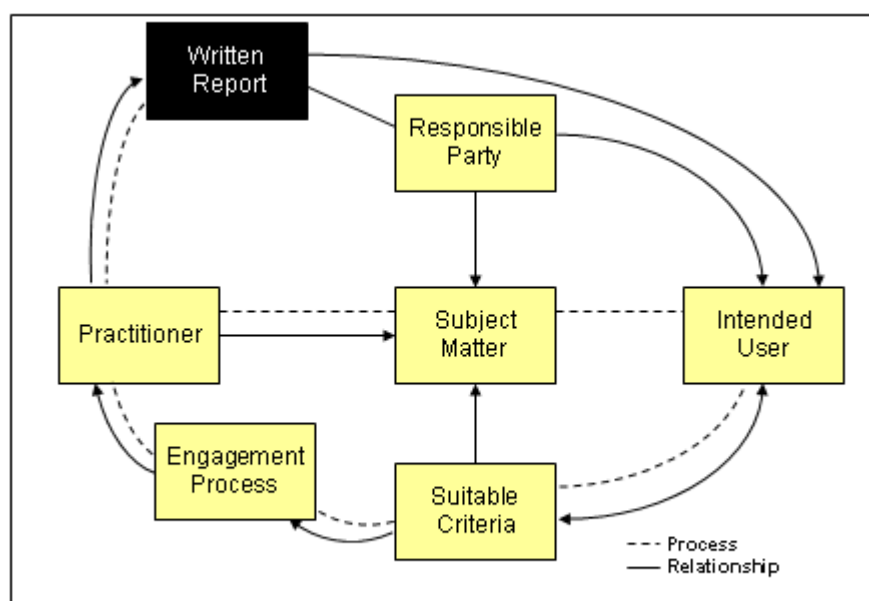 Written
Report
Responsible
Party
Practitioner
Subject
Matter
Intended
User
Engagement
Process
Suitable
Criteria
Process
Relationship